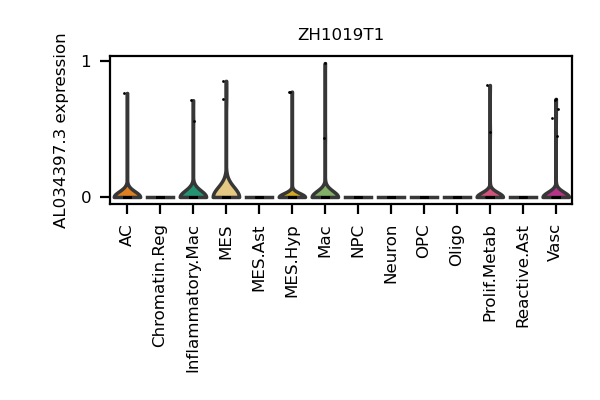 ZH1019T1
AL034397.3 expression
1
0
AC
Chromatin.Reg
Inflammatory.Mac
MES
MES.Ast
MES.Hyp
Mac
NPC
Neuron
OPC
Oligo
Prolif.Metab
Reactive.Ast
Vasc